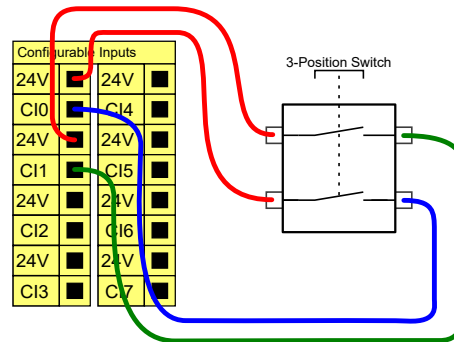 Configurable Inputs
3-Position Switch
24V 24V
CI0 CI4
24V 24V
CI1 CI5
24V 24V
CI2 CI6
24V 24V
CI3 CI7